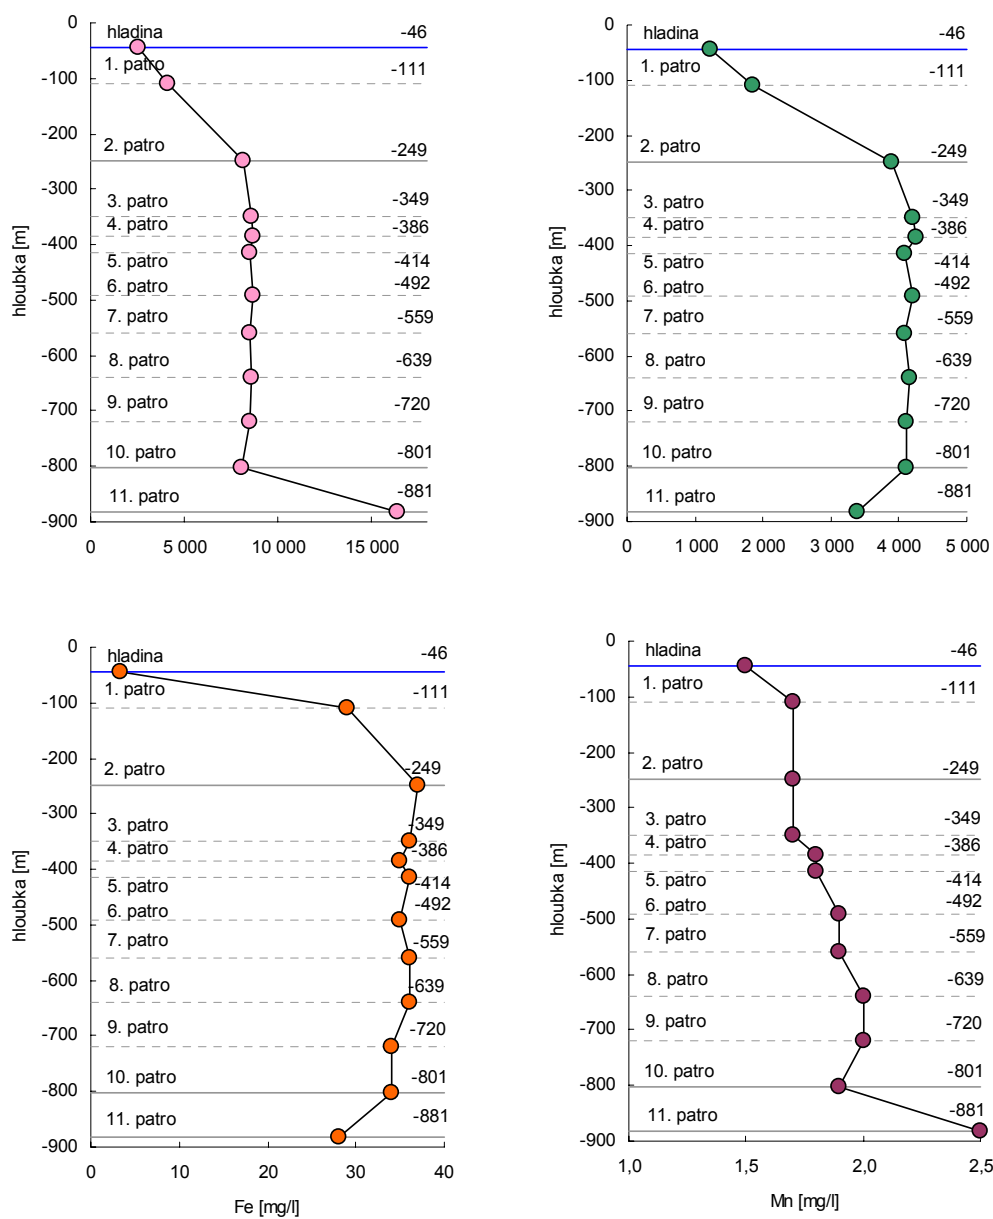 0
-100
-200
-300
-400
-500
-600
-700
-800
-900
hloubka [m]
hladina -46
1. patro -111
2. patro -249
3. patro -349
4. patro -386
5. patro -414
6. patro -492
7. patro -559
8. patro -639
9. patro -720
10. patro -801
11. patro -881
0 5 000 10 000 15 000
0
-100
-200
-300
-400
-500
-600
-700
-800
-900
hloubka [m]
hladina -46
1. patro -111
2. patro -249
3. patro -349
4. patro -386
5. patro -414
6. patro -492
7. patro -559
8. patro -639
9. patro -720
10. patro -801
11. patro -881
0 1 000 2 000 3 000 4 000 5 000
0
-100
-200
-300
-400
-500
-600
-700
-800
-900
hloubka [m]
hladina -46
1. patro -111
2. patro -249
3. patro -349
4. patro -386
5. patro -414
6. patro -492
7. patro -559
8. patro -639
9. patro -720
10. patro -801
11. patro -881
0 10 20 30 40
Fe [mg/l]
0
-100
-200
-300
-400
-500
-600
-700
-800
-900
hloubka [m]
hladina -46
1. patro -111
2. patro -249
3. patro -349
4. patro -386
5. patro -414
6. patro -492
7. patro -559
8. patro -639
9. patro -720
10. patro -801
11. patro -881
1,0 1,5 2,0 2,5
Mn [mg/l]